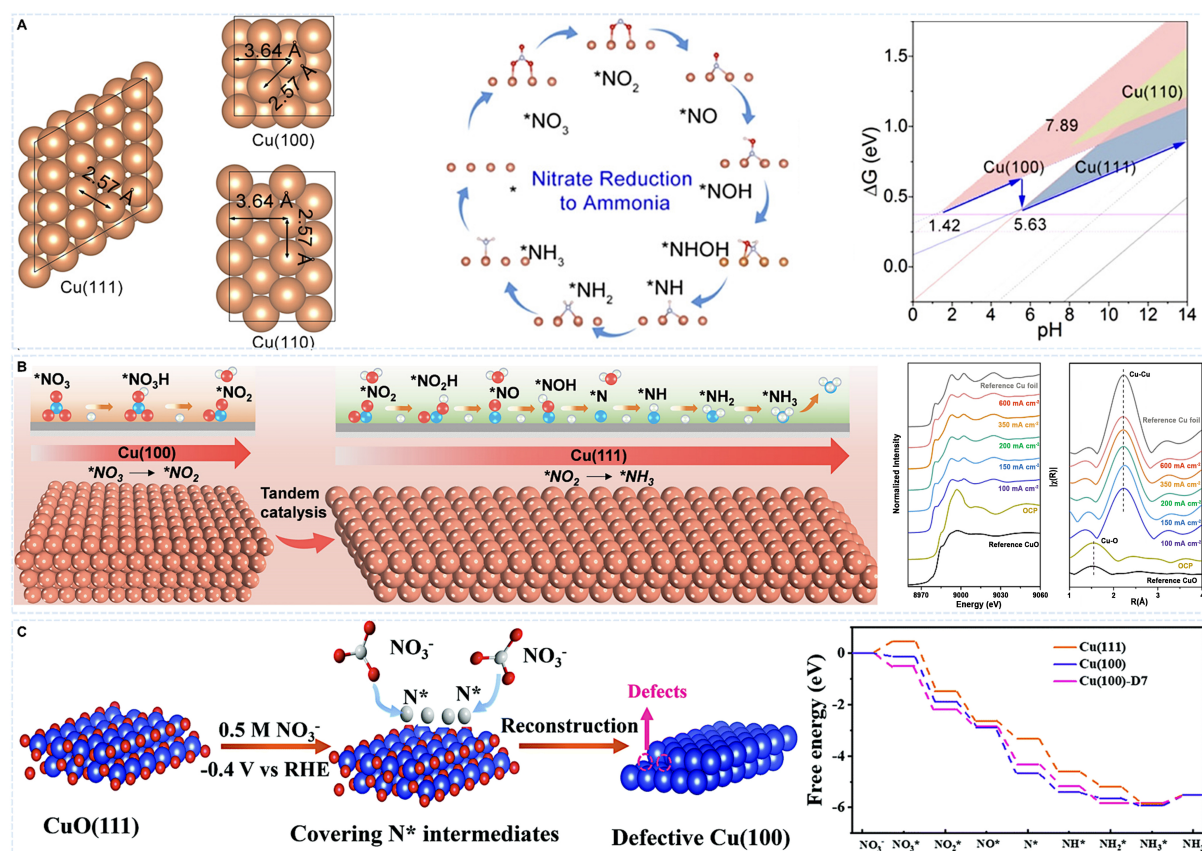 A
3.64 Å
2.57
Cu(100)
2.57 Å
Cu(111)
3.64 Å
2.57 Å
Cu(110)
*NO₂
*NO₃
*NO
*
Nitrate Reduction
to Ammonia
*NOH
*NH₃
*NHOH
*NH₂
*NH
ΔG (eV)
1.5
1.0
0.5
0.0
Cu(110)
7.89
Cu(100)
Cu(111)
1.42
5.63
0 2 4 6 8 10 12 14
pH
B
*NO₃
*NO₃H
*NO₂
Cu(100)
*NO₃ → *NO₂
Tandem
catalysis
*NO₂
*NO₂H
*NO
*NOH
*N
*NH
*NH₂
*NH₃
Cu(111)
*NO₂ → *NH₃
Normalized Intensity
Reference Cu foil
600 mA cm⁻²
350 mA cm⁻²
200 mA cm⁻²
150 mA cm⁻²
100 mA cm⁻²
OCP
Reference CuO
8970 9000 9030 9060
Energy (eV)
|χ(R)|
Cu-Cu
Reference Cu foil
600 mA cm⁻²
350 mA cm⁻²
200 mA cm⁻²
150 mA cm⁻²
100 mA cm⁻²
Cu-O
OCP
Reference CuO
1 2 3 4
R(Å)
C
NO₃⁻
NO₃⁻
N* N*
0.5 M NO₃⁻
-0.4 V vs RHE
Reconstruction
Defects
CuO(111)
Covering N* intermediates
Defective Cu(100)
Free energy (eV)
0
-2
-4
-6
Cu(111)
Cu(100)
Cu(100)-D7
NO₃⁻ NO₃* NO₂* NO* N* NH* NH₂* NH₃*